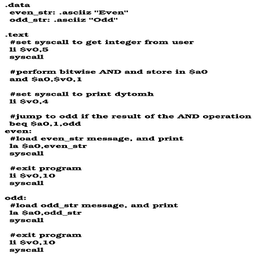 .data
even_str: .asciiz "Even"
odd_str: .asciiz "Odd"
.text
#set syscall to get integer from user
li $v0,5
syscall
#perform bitwise AND and store in $a0
and $a0,$v0,1
#set syscall to print dytomh
li $v0,4
#jump to odd if the result of the AND operation
beq $a0,1,odd
even:
#load even_str message, and print
la $a0,even_str
syscall
#exit program
li $v0,10
syscall
odd:
#load odd_str message, and print
la $a0,odd_str
syscall
#exit program
li $v0,10
syscall